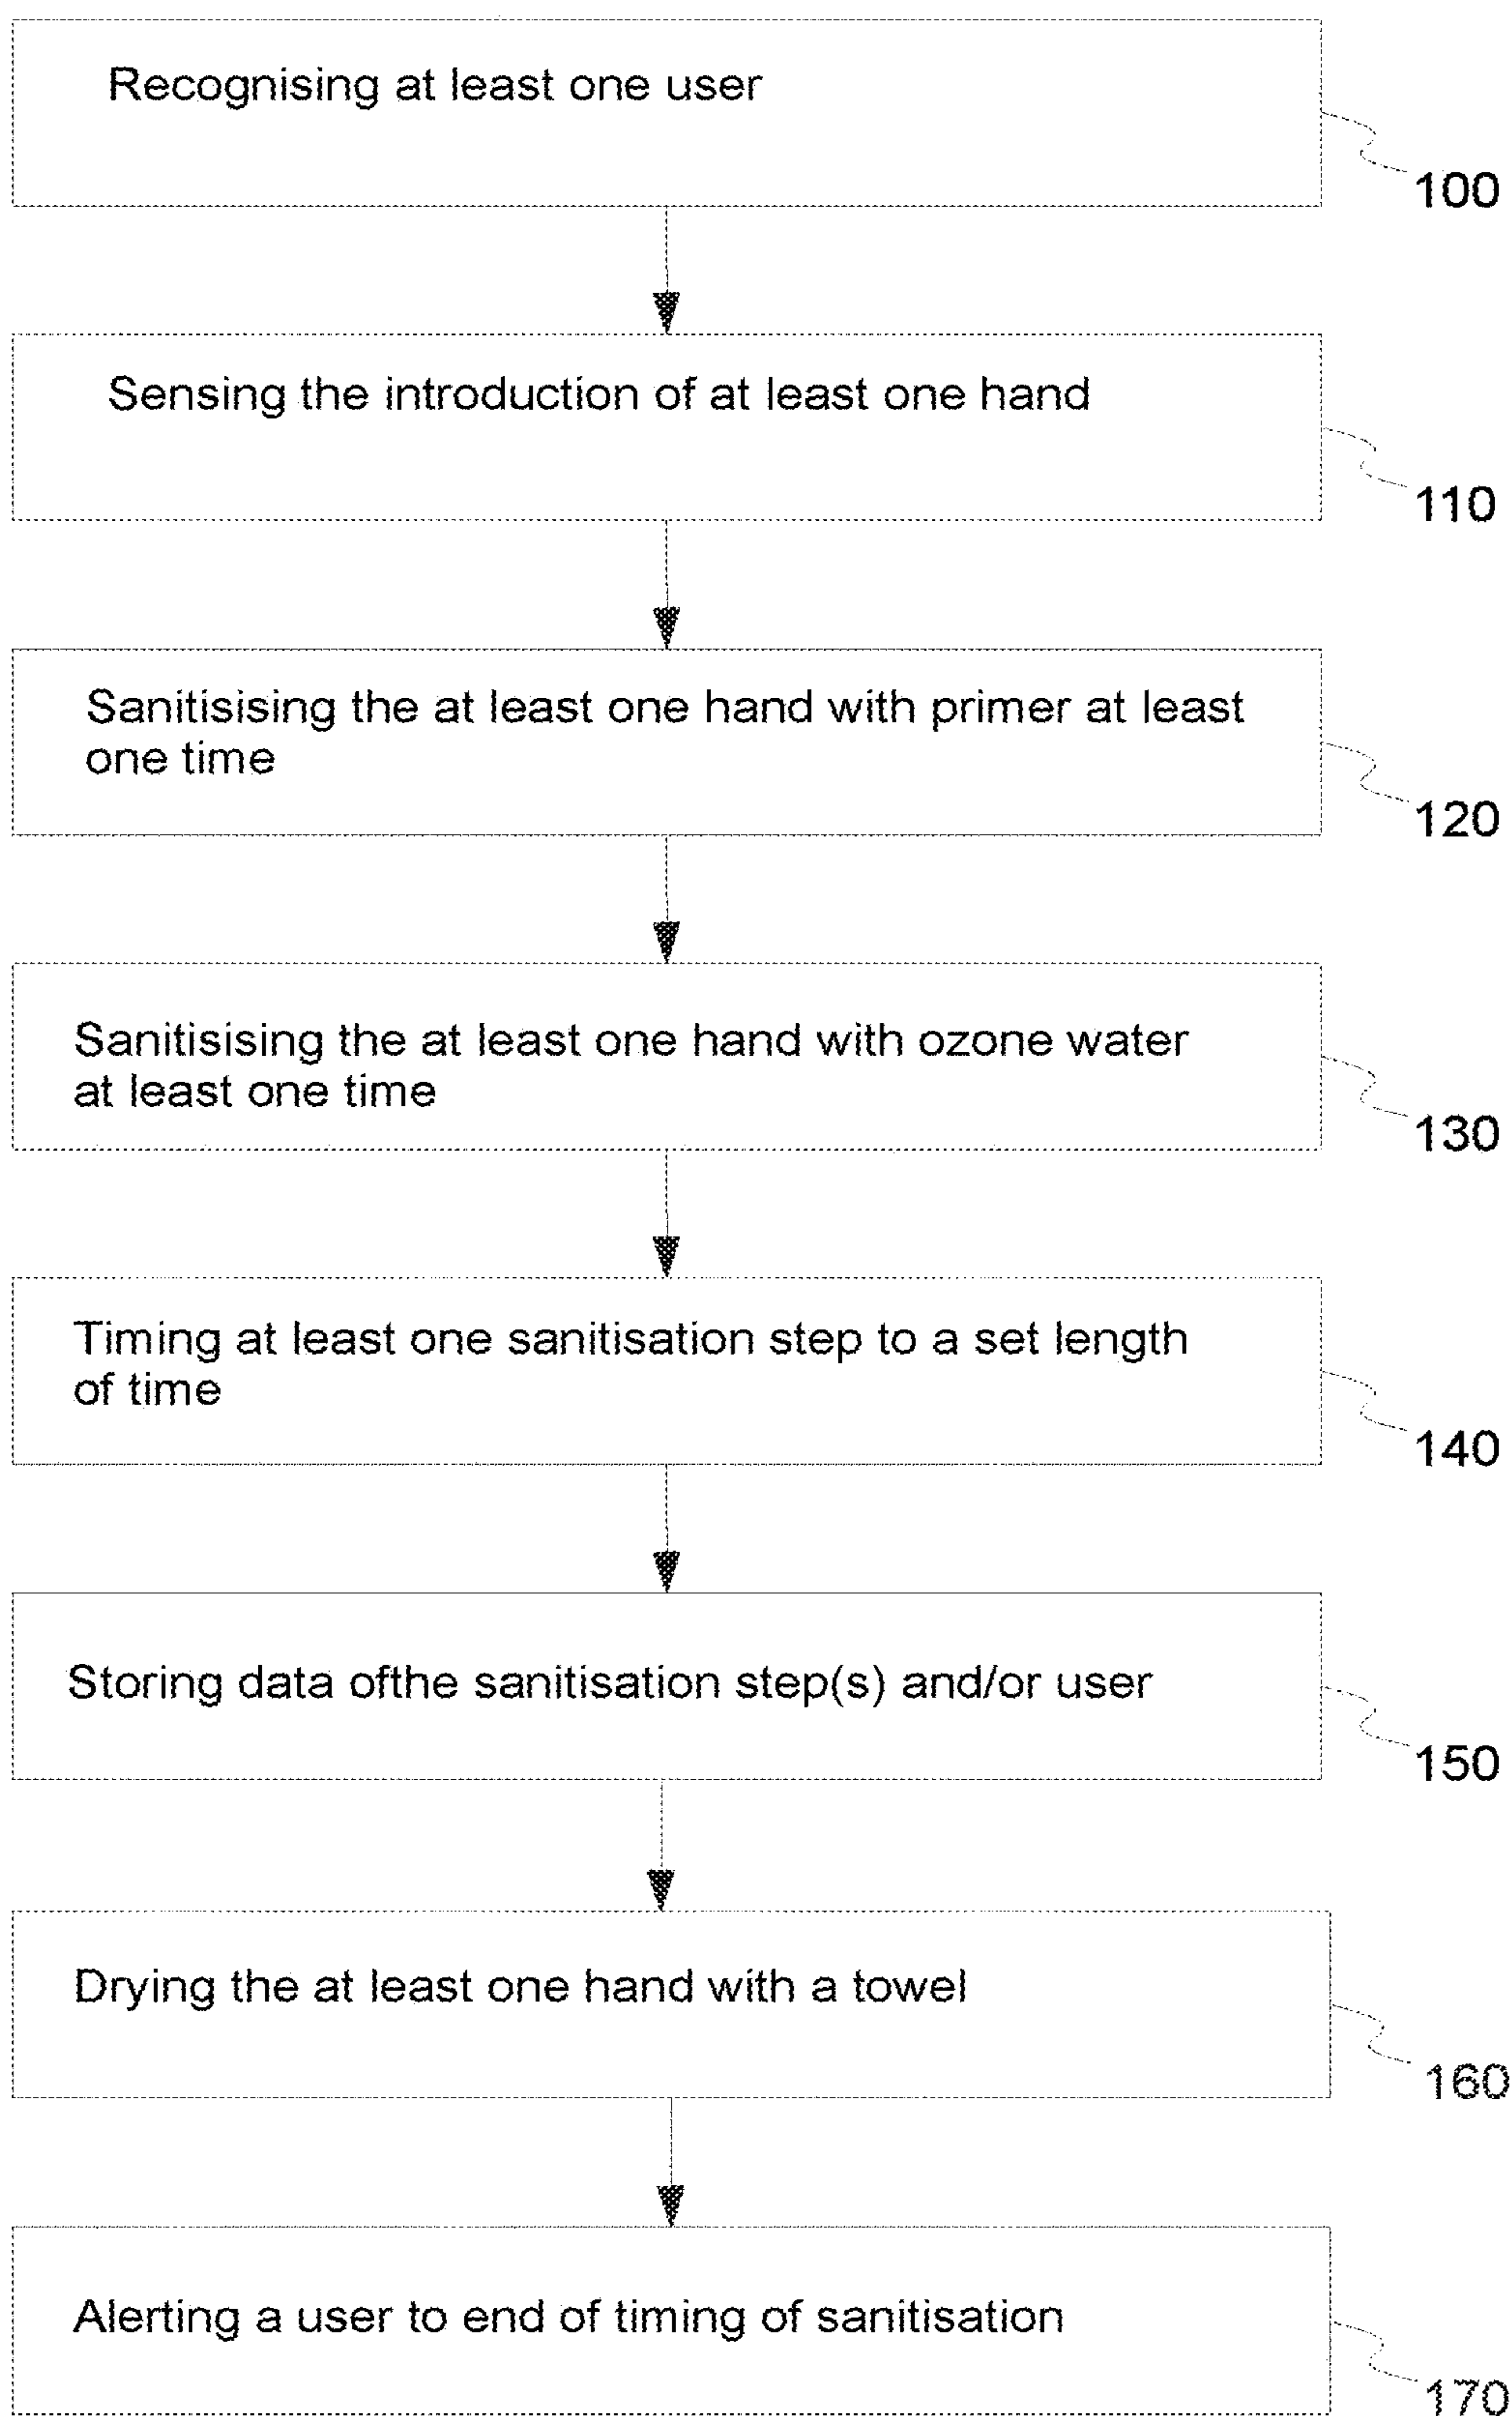 Recognising at least one user
100
Sensing the introduction of at least one hand
110
Sanitisising the at least one hand with primer at least
one time
120
Sanitisising the at least one hand with ozone water
at least one time
130
Timing at least one sanitisation step to a set length
of time
140
Storing data ofthe sanitisation step(s) and/or user
150
Drying the at least one hand with a towel
160
Alerting a user to end of timing of sanitisation
170